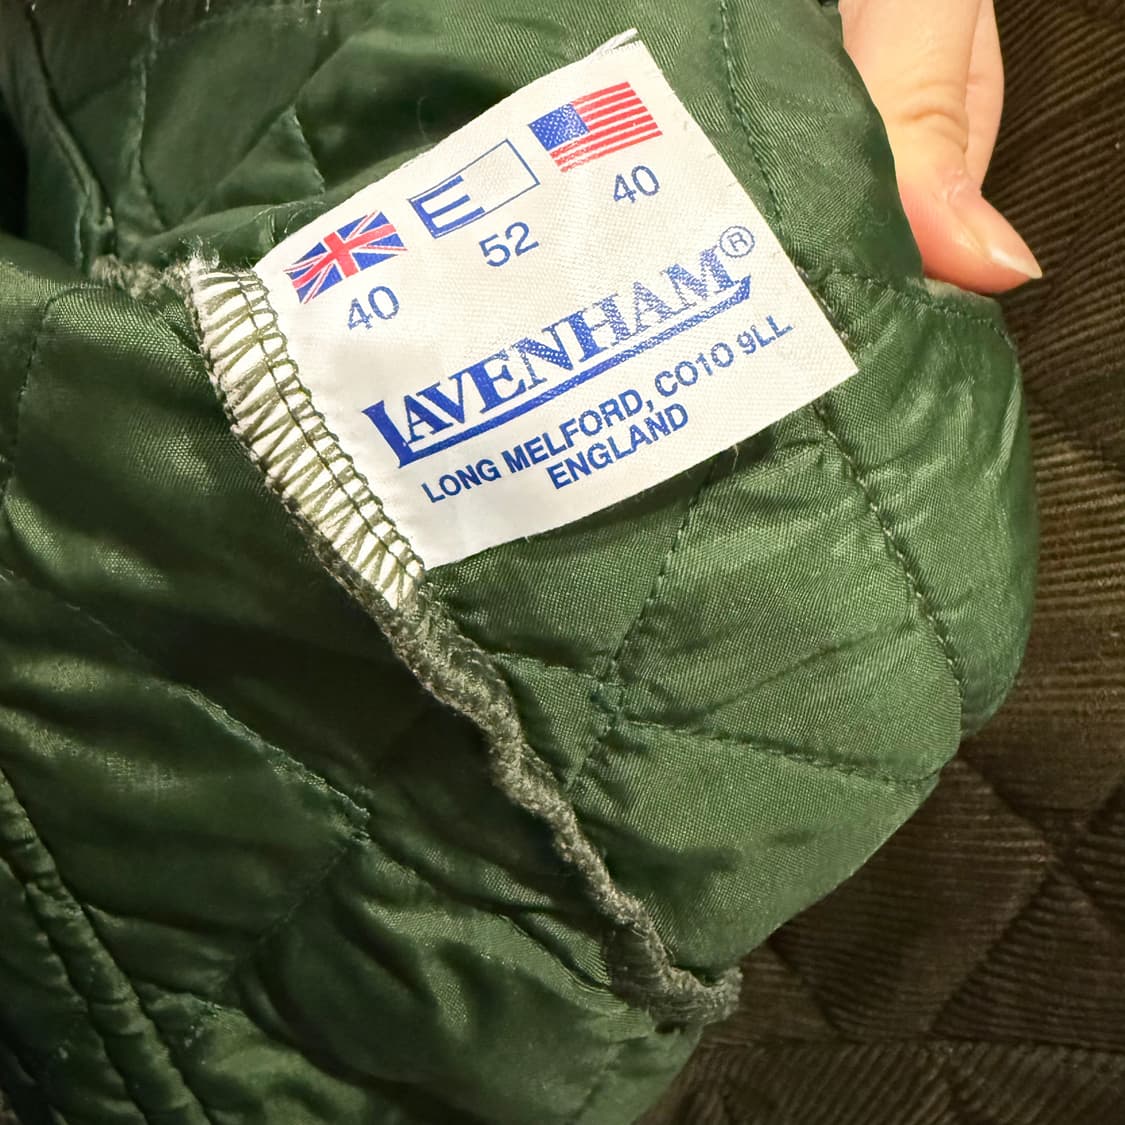 E
40 52 40
LAVENHAM®
LONG MELFORD, CO10 9LL
ENGLAND